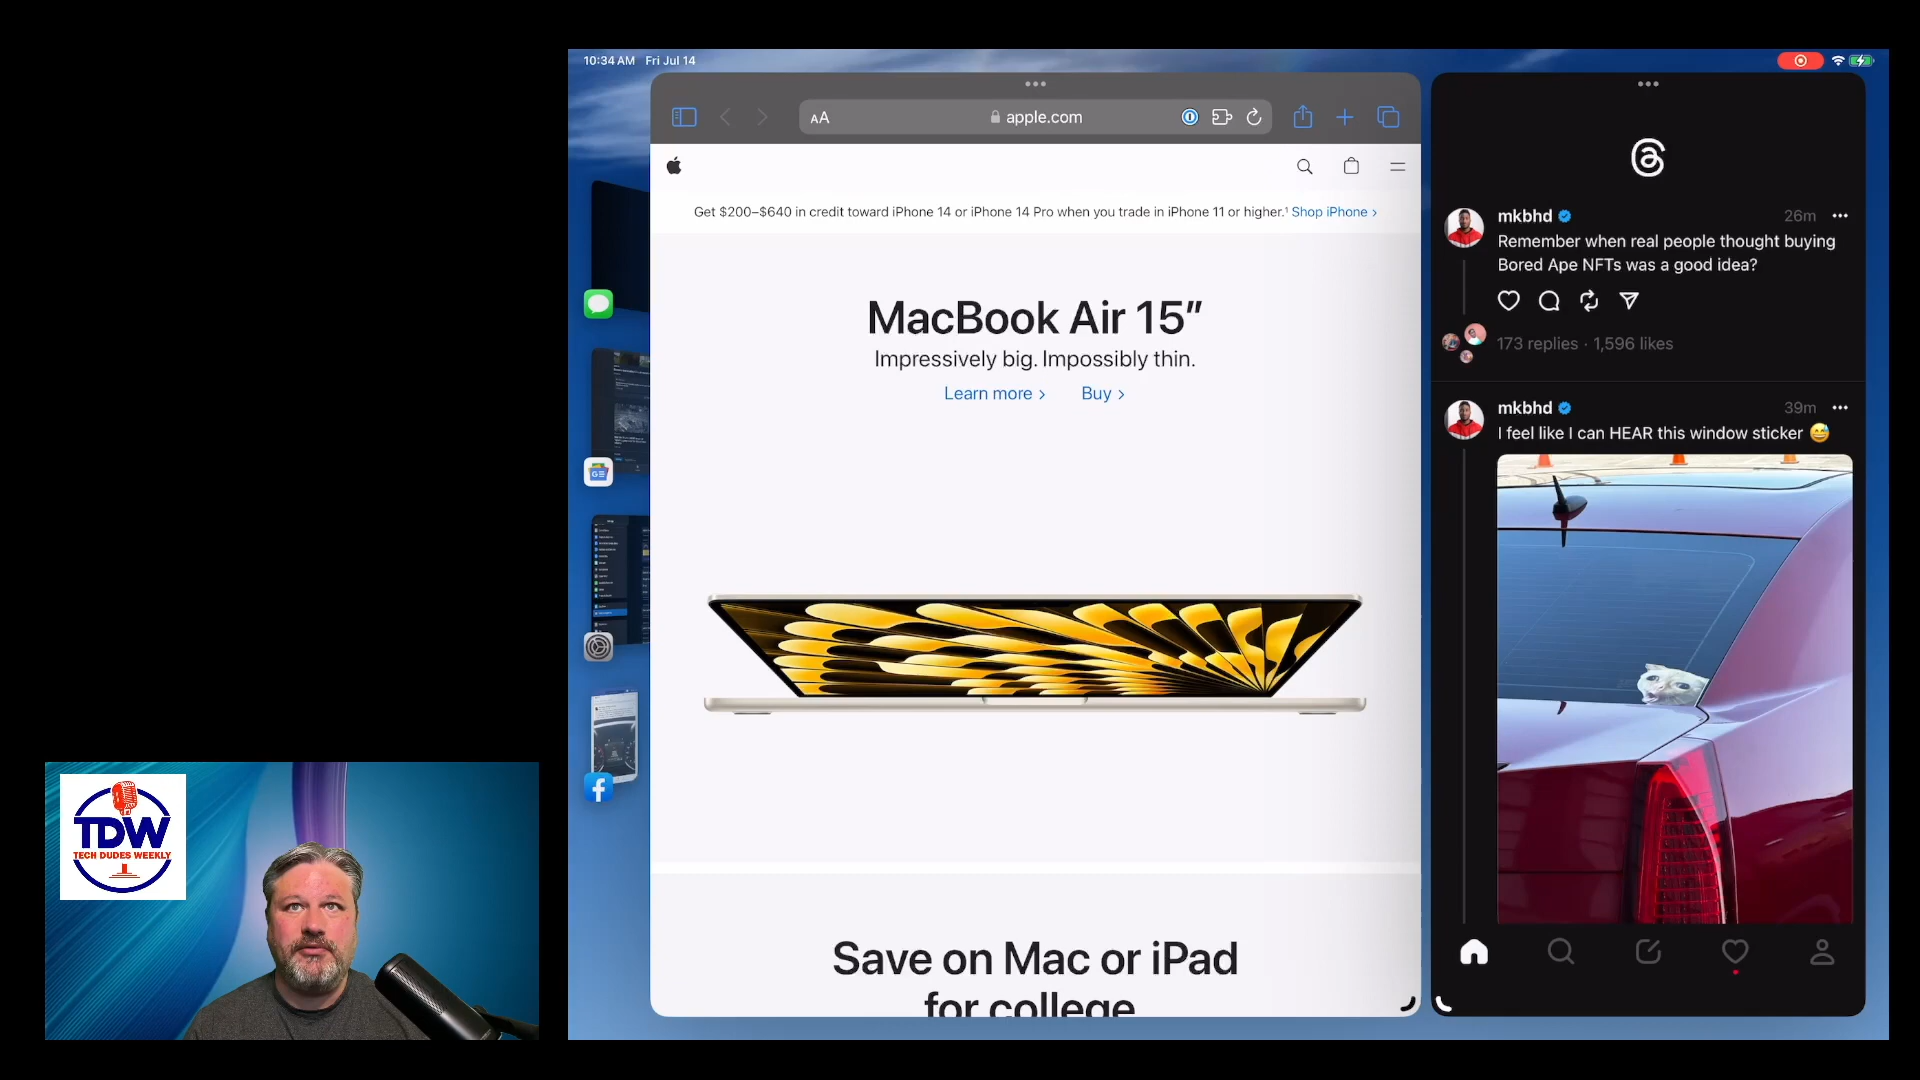 10:34 AM Fri Jul 14
AA
apple.com
Get $200–$640 in credit toward iPhone 14 or iPhone 14 Pro when you trade in iPhone 11 or higher.¹ Shop iPhone >
MacBook Air 15″
Impressively big. Impossibly thin.
Learn more > Buy >
Save on Mac or iPad
for college
mkbhd 26m
Remember when real people thought buying
Bored Ape NFTs was a good idea?
173 replies · 1,596 likes
mkbhd 39m
I feel like I can HEAR this window sticker 😅
TDW
TECH DUDES WEEKLY